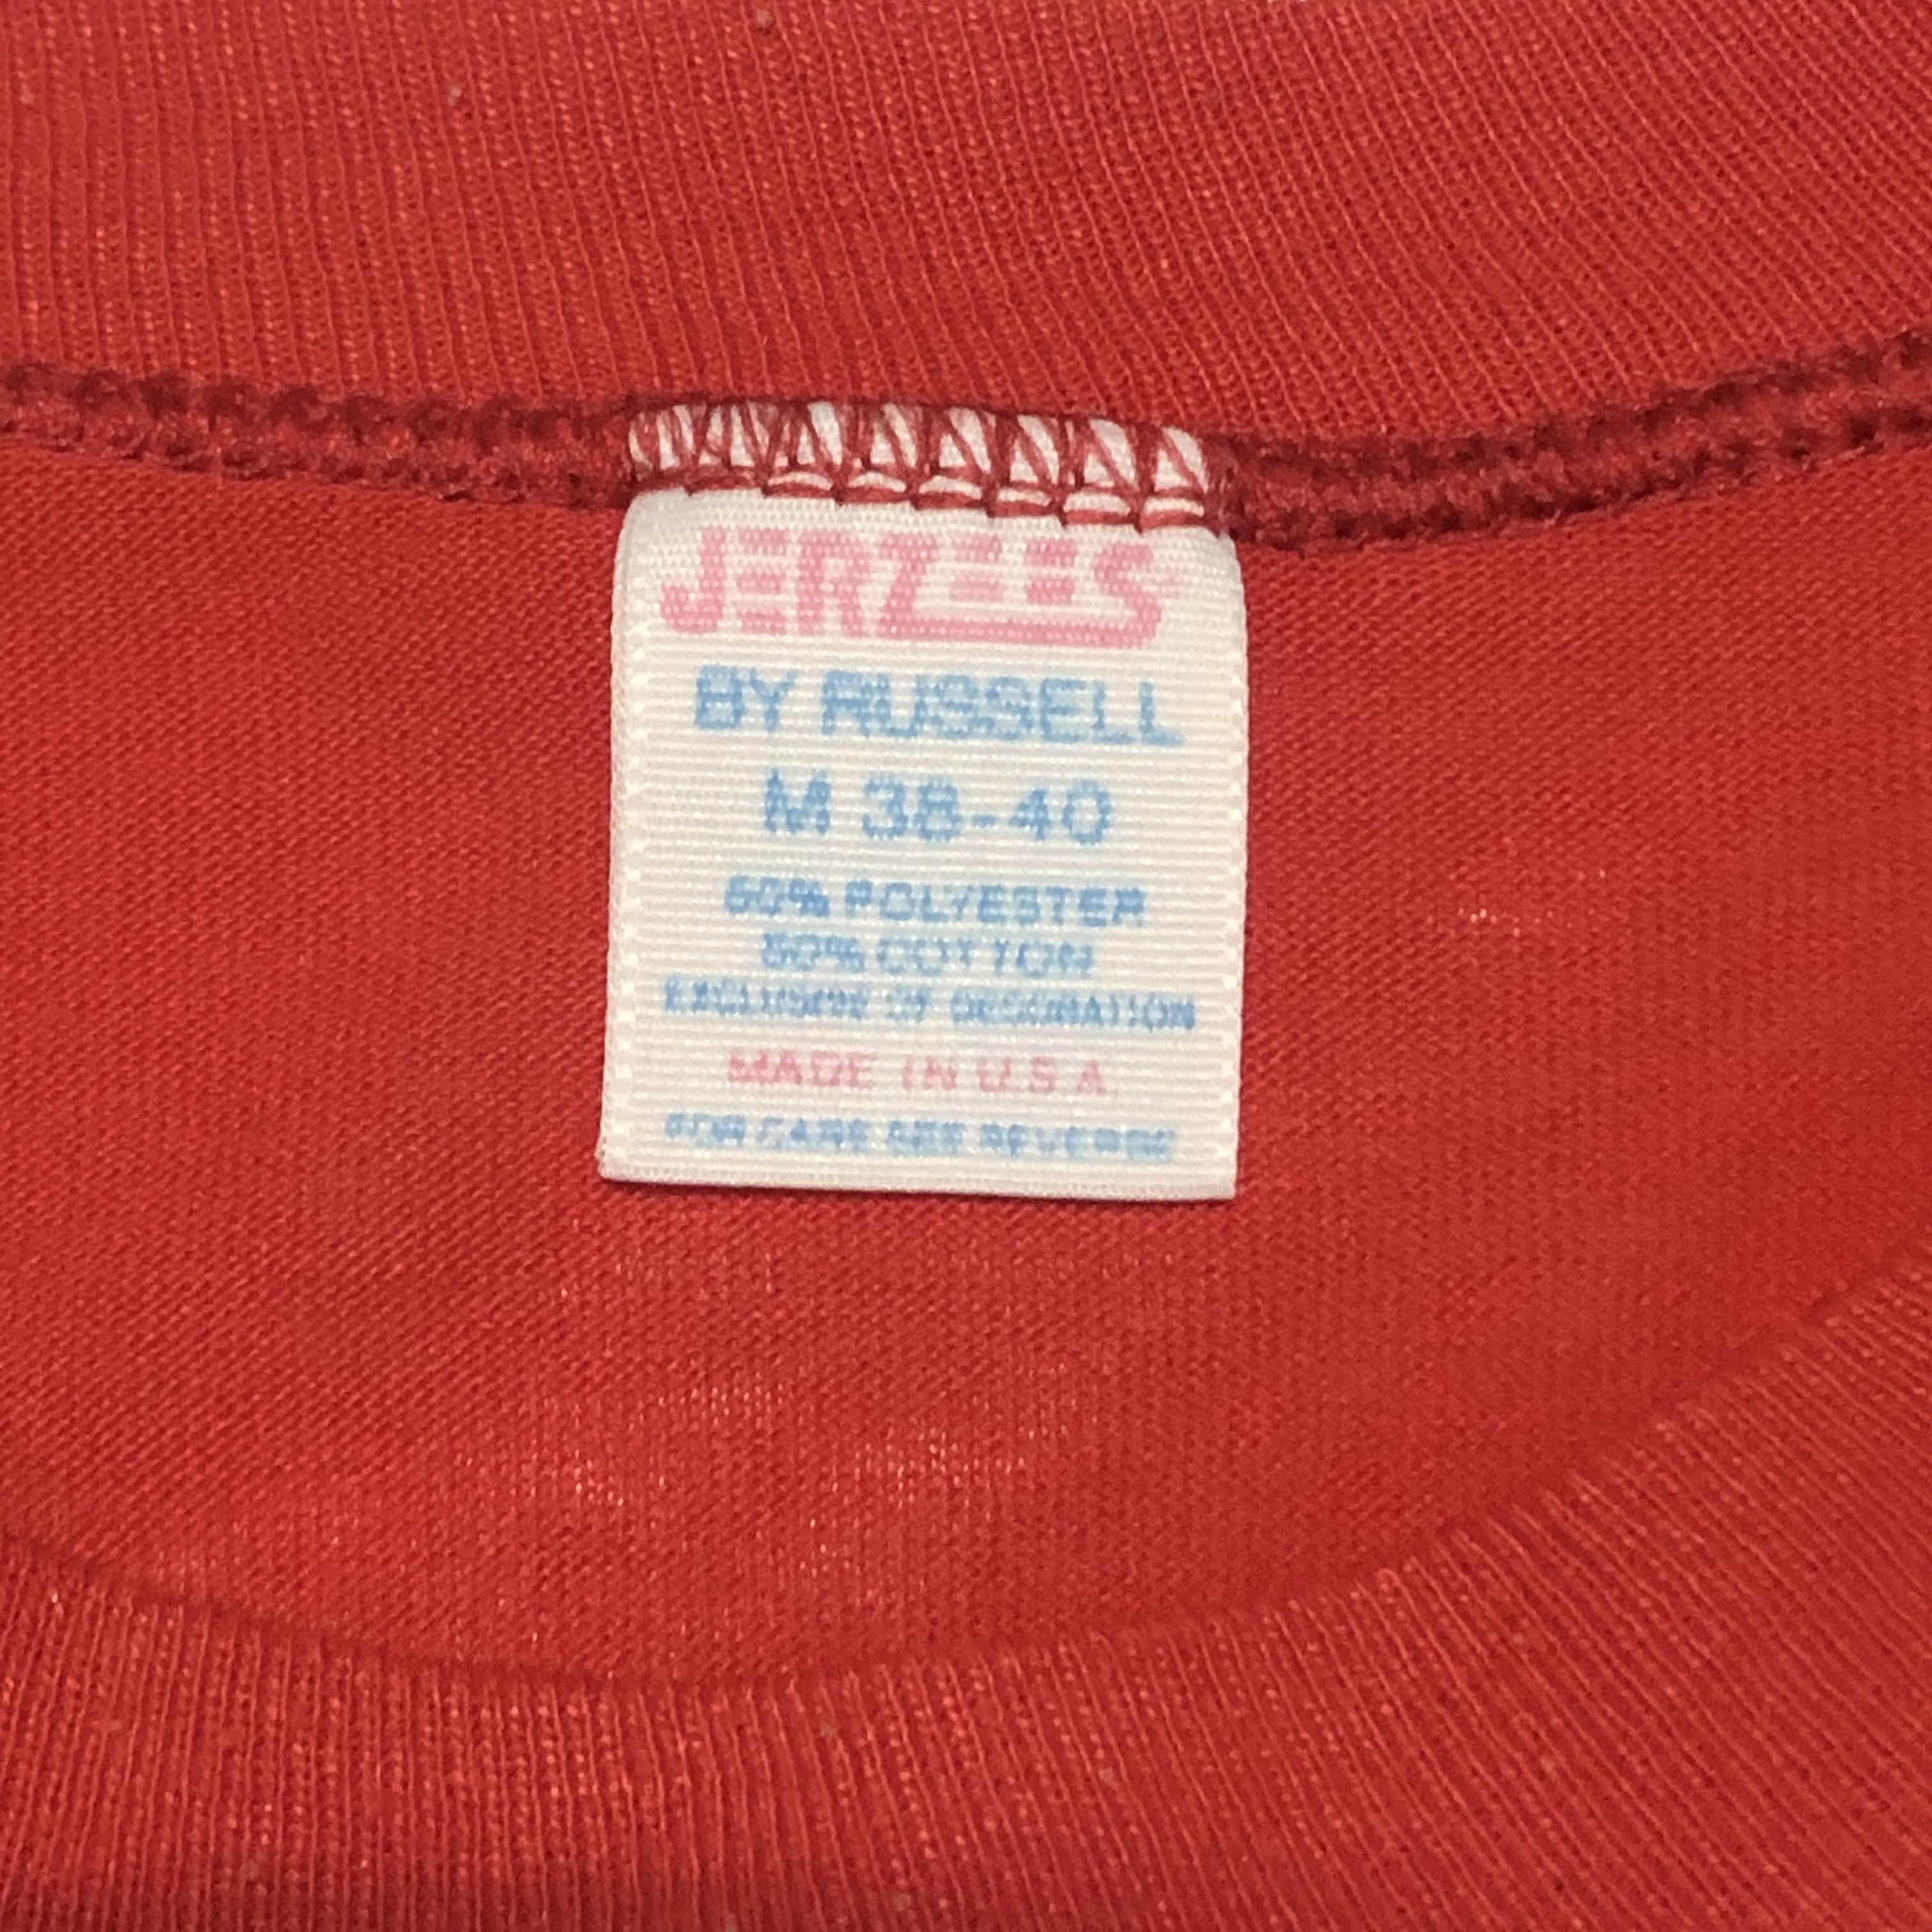 JERZEES
BY RUSSELL
M 38-40
50% POLYESTER
50% COTTON
EXCLUSIVE OF DECORATION
MADE IN U.S.A.
FOR CARE SEE REVERSE